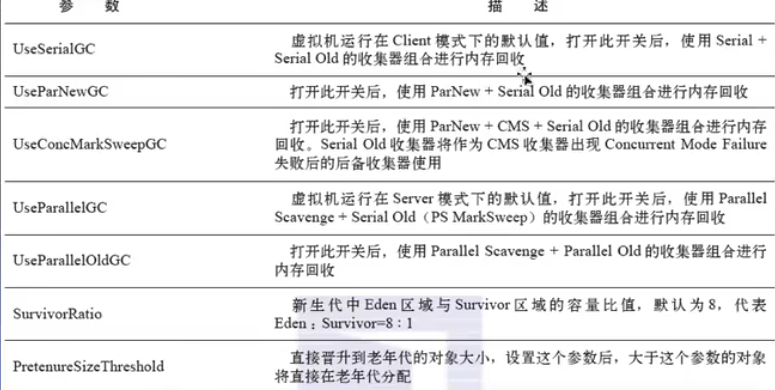 参 数 描 述
UseSerialGC 虚拟机运行在 Client 模式下的默认值，打开此开关后，使用 Serial +
Serial Old 的收集器组合进行内存回收
UseParNewGC 打开此开关后，使用 ParNew + Serial Old 的收集器组合进行内存回收
UseConcMarkSweepGC 打开此开关后，使用 ParNew + CMS + Serial Old 的收集器组合进行内存
回收。Serial Old 收集器将作为 CMS 收集器出现 Concurrent Mode Failure
失败后的后备收集器使用
UseParallelGC 虚拟机运行在 Server 模式下的默认值，打开此开关后，使用 Parallel
Scavenge + Serial Old（PS MarkSweep）的收集器组合进行内存回收
UseParallelOldGC 打开此开关后，使用 Parallel Scavenge + Parallel Old 的收集器组合进行
内存回收
SurvivorRatio 新生代中 Eden 区域与 Survivor 区域的容量比值，默认为 8，代表
Eden：Survivor=8：1
PretenureSizeThreshold 直接晋升到老年代的对象大小，设置这个参数后，大于这个参数的对象
将直接在老年代分配